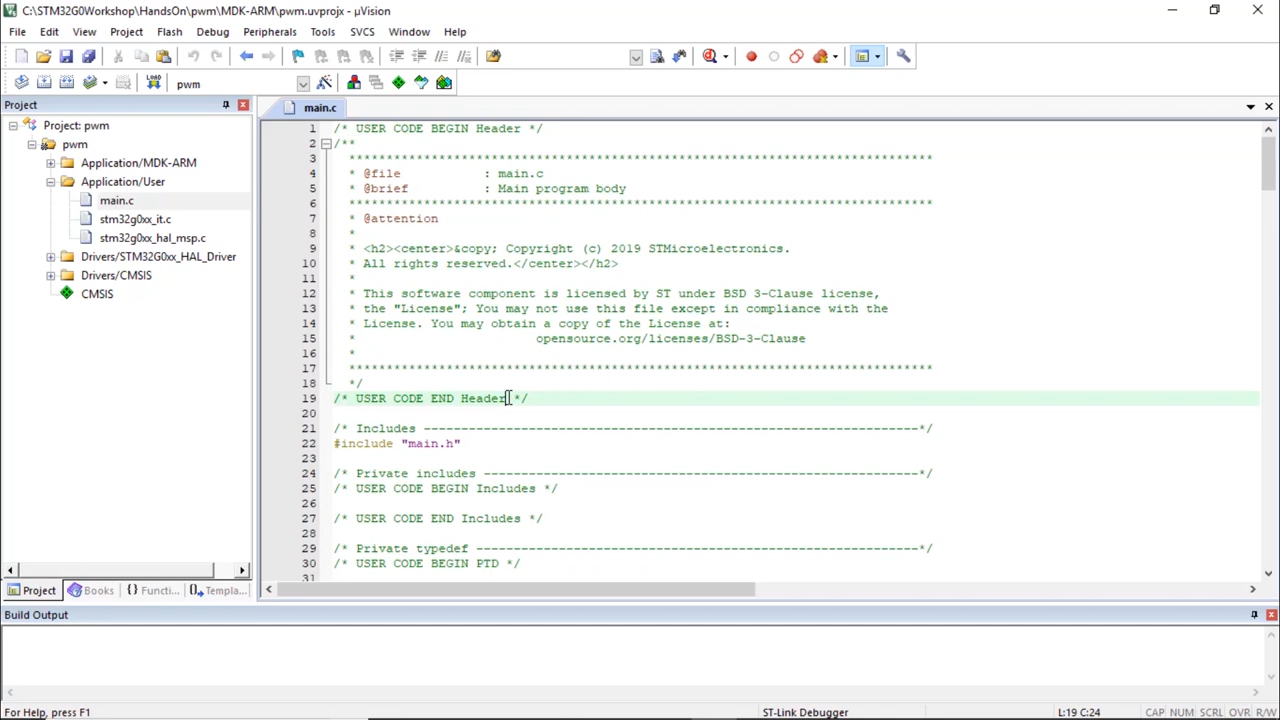 C:\STM32G0Workshop\HandsOn\pwm\MDK-ARM\pwm.uvprojx - µVision
File Edit View Project Flash Debug Peripherals Tools SVCS Window Help
LOAD pwm
Project
main.c
Project: pwm
pwm
Application/MDK-ARM
Application/User
main.c
stm32g0xx_it.c
stm32g0xx_hal_msp.c
Drivers/STM32G0xx_HAL_Driver
Drivers/CMSIS
CMSIS
1 /* USER CODE BEGIN Header */
2 /**
3 ******************************************************************************
4 * @file : main.c
5 * @brief : Main program body
6 ******************************************************************************
7 * @attention
8 *
9 * <h2><center>&copy; Copyright (c) 2019 STMicroelectronics.
10 * All rights reserved.</center></h2>
11 *
12 * This software component is licensed by ST under BSD 3-Clause license,
13 * the "License"; You may not use this file except in compliance with the
14 * License. You may obtain a copy of the License at:
15 * opensource.org/licenses/BSD-3-Clause
16 *
17 ******************************************************************************
18 */
19 /* USER CODE END Header */
20
21 /* Includes ------------------------------------------------------------------*/
22 #include "main.h"
23
24 /* Private includes ----------------------------------------------------------*/
25 /* USER CODE BEGIN Includes */
26
27 /* USER CODE END Includes */
28
29 /* Private typedef -----------------------------------------------------------*/
30 /* USER CODE BEGIN PTD */
31
Project Books {} Functi... Templa...
Build Output
For Help, press F1 ST-Link Debugger L:19 C:24 CAP NUM SCRL OVR R/W